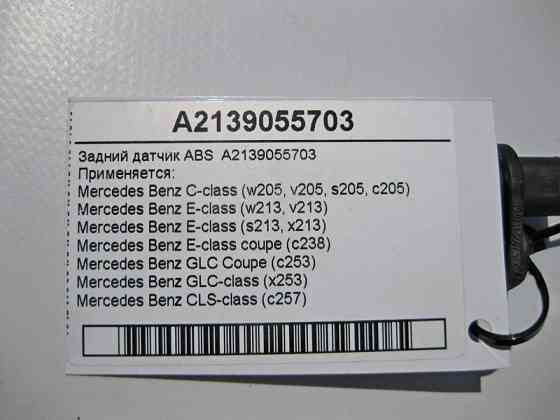 A2139055703
Задний датчик ABS A2139055703
Применяется:
Mercedes Benz C-class (w205, v205, s205, c205)
Mercedes Benz E-class (w213, v213)
Mercedes Benz E-class (s213, x213)
Mercedes Benz E-class coupe (c238)
Mercedes Benz GLC Coupe (c253)
Mercedes Benz GLC-class (x253)
Mercedes Benz CLS-class (c257)